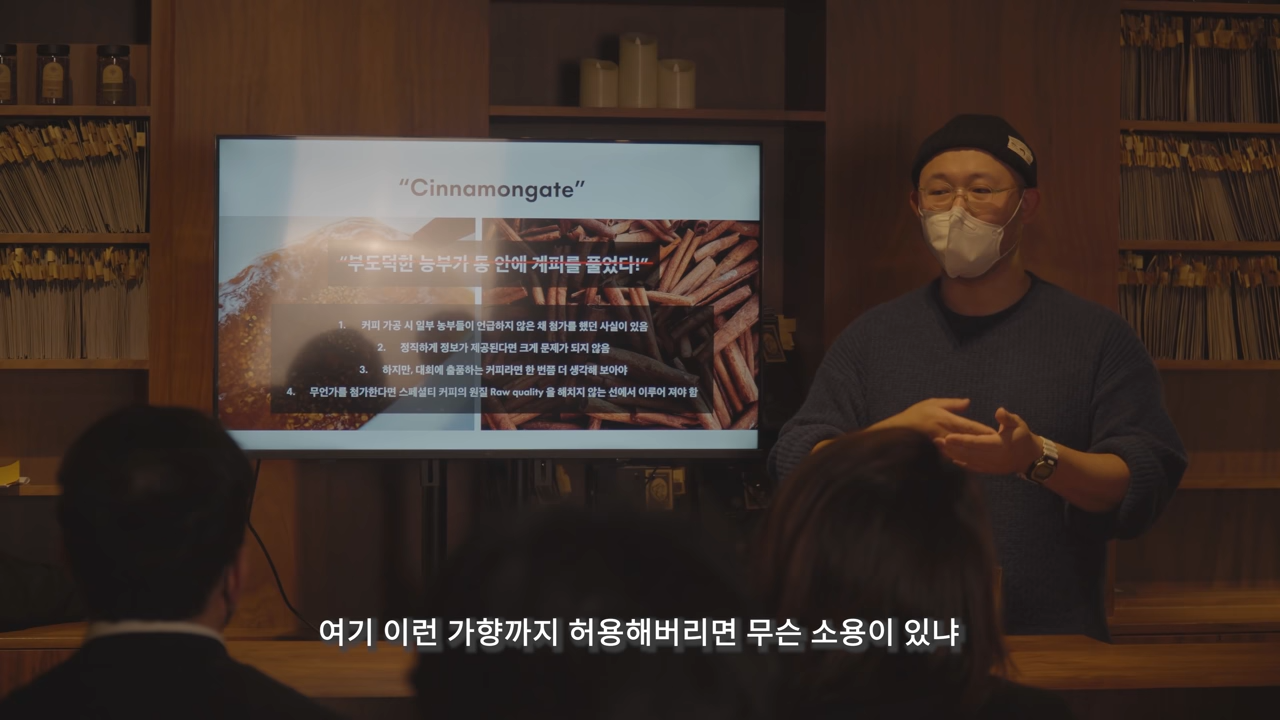 “Cinnamongate”
“부도덕한 농부가 통 안에 계피를 풀었다!”
1. 커피 가공 시 일부 농부들이 언급하지 않은 채 첨가를 했던 사실이 있음
2. 정직하게 정보가 제공된다면 크게 문제가 되지 않음
3. 하지만, 대회에 출품하는 커피라면 한 번쯤 더 생각해 보아야
4. 무언가를 첨가한다면 스페셜티 커피의 원질 Raw quality 을 해치지 않는 선에서 이루어 져야 함
여기 이런 가향까지 허용해버리면 무슨 소용이 있냐